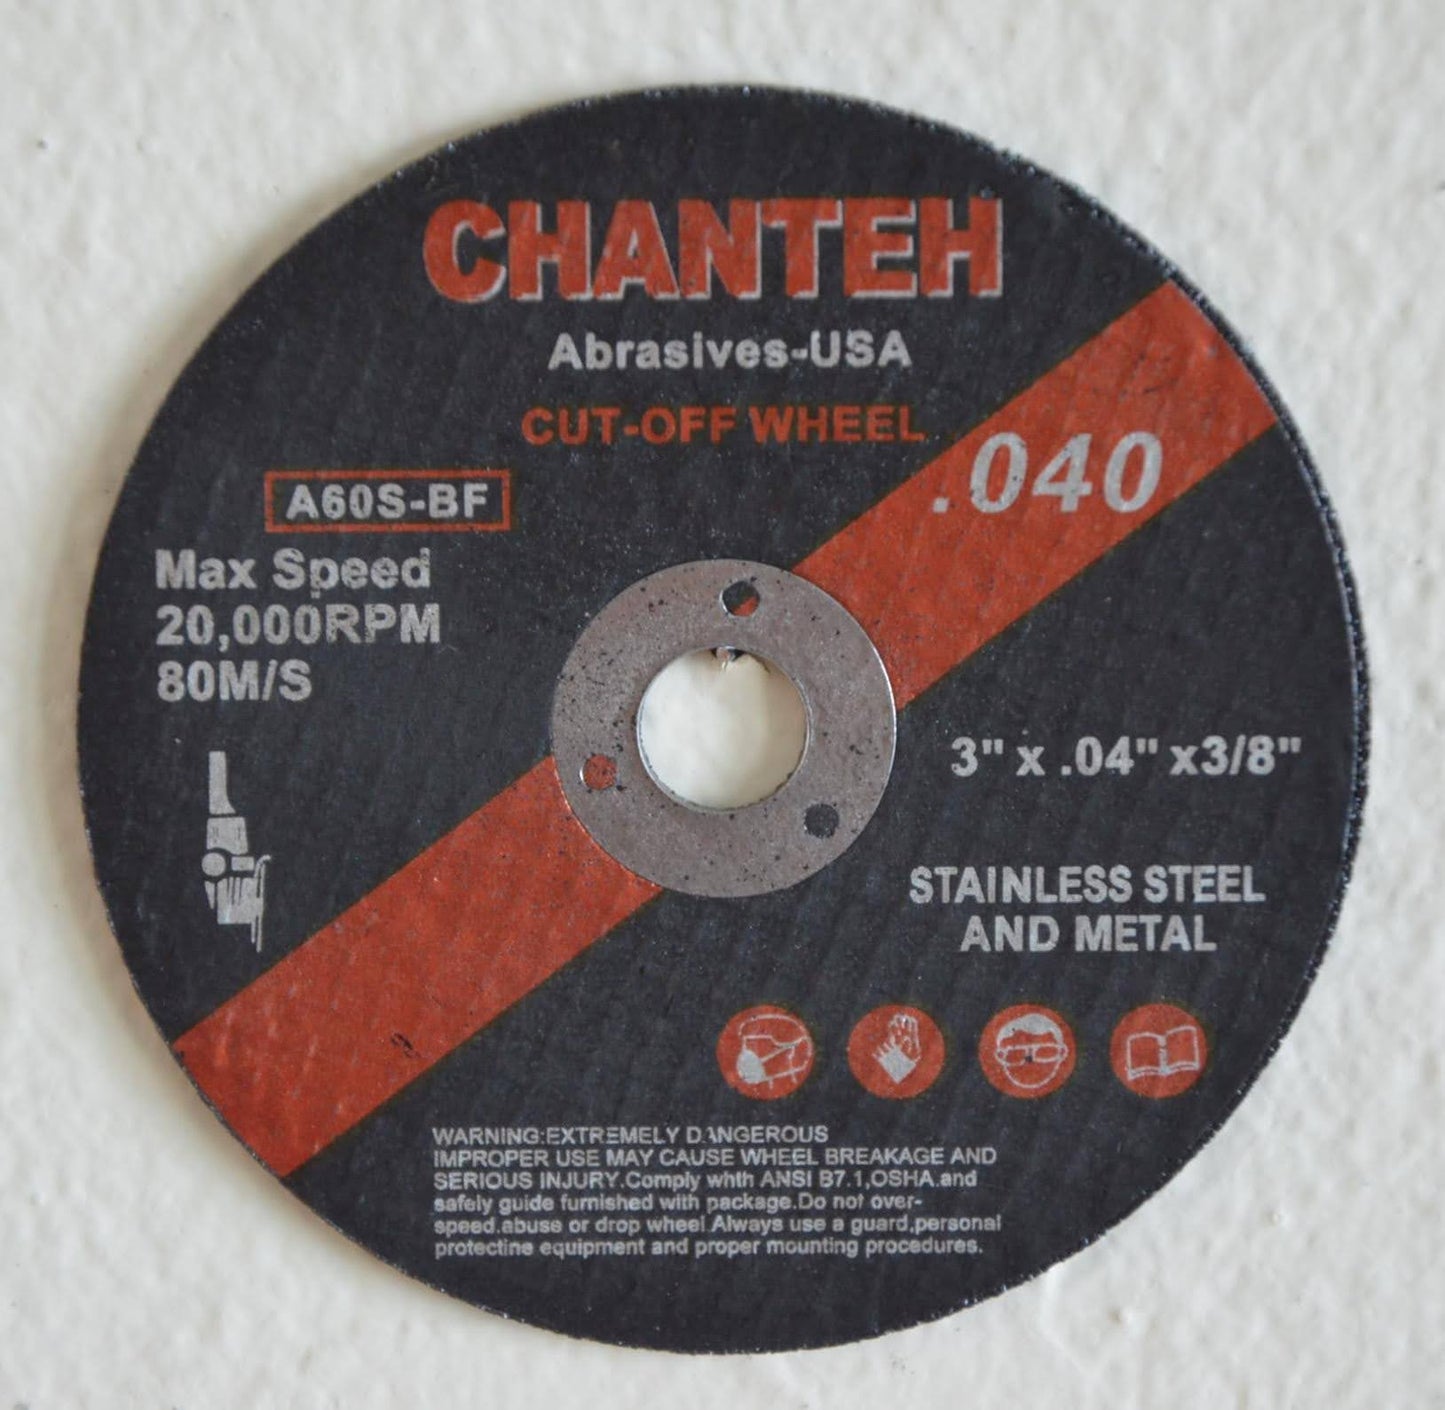 CHANTEH
Abrasives-USA
CUT-OFF WHEEL
.040
A60S-BF
Max Speed
20,000RPM
80M/S
3" x .04" x3/8"
STAINLESS STEEL
AND METAL
WARNING:EXTREMELY DANGEROUS
IMPROPER USE MAY CAUSE WHEEL BREAKAGE AND
SERIOUS INJURY.Comply whth ANSI B7.1,OSHA.and
safely guide furnished with package.Do not over-
speed.abuse or drop wheel.Always use a guard,personal
protectine equipment and proper mounting procedures.